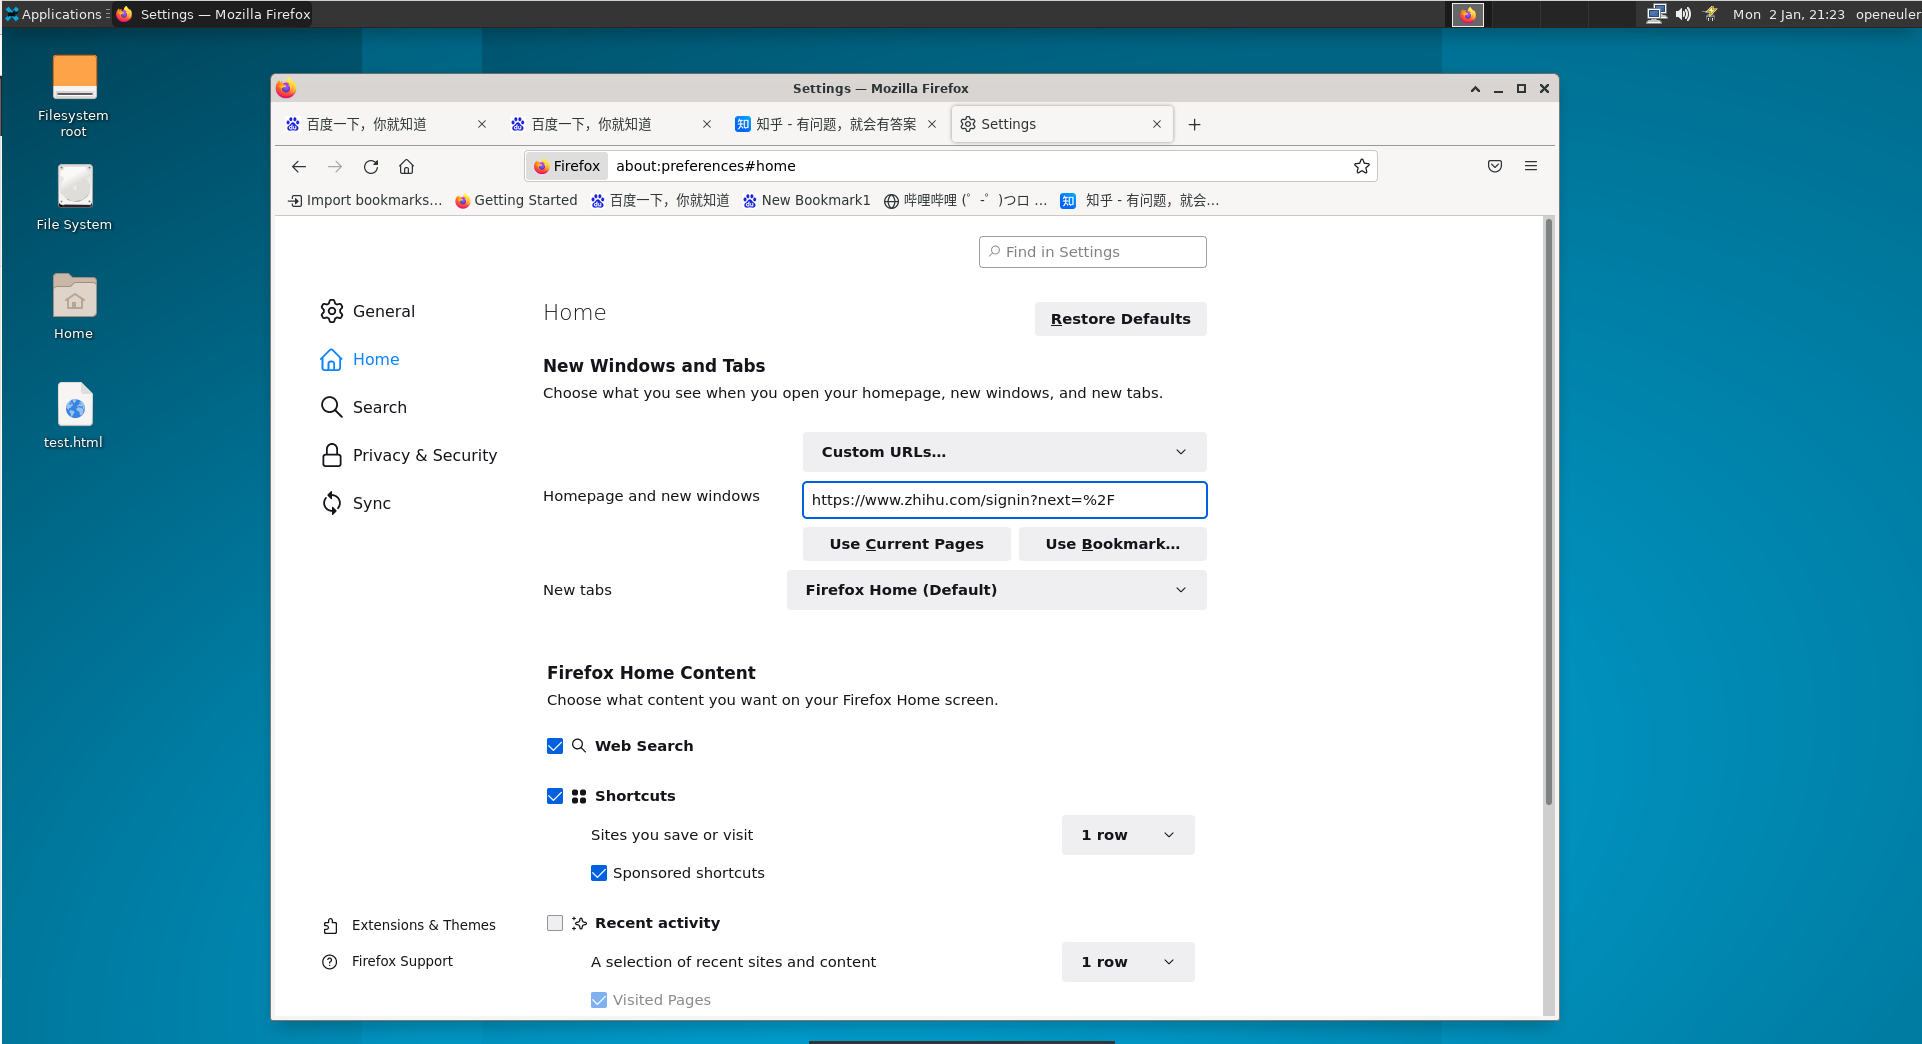 Applications
Settings — Mozilla Firefox
Mon 2 Jan, 21:23
openeuler
Filesystem
root
File System
Home
test.html
Settings — Mozilla Firefox
百度一下，你就知道
百度一下，你就知道
知乎 - 有问题，就会有答案
Settings
Firefox
about:preferences#home
Import bookmarks…
Getting Started
百度一下，你就知道
New Bookmark1
哔哩哔哩 (゜-゜)つロ …
知乎 - 有问题，就会…
Find in Settings
General
Home
Search
Privacy & Security
Sync
Home
Restore Defaults
New Windows and Tabs
Choose what you see when you open your homepage, new windows, and new tabs.
Custom URLs…
Homepage and new windows
https://www.zhihu.com/signin?next=%2F
Use Current Pages
Use Bookmark…
New tabs
Firefox Home (Default)
Firefox Home Content
Choose what content you want on your Firefox Home screen.
Web Search
Shortcuts
Sites you save or visit
1 row
Sponsored shortcuts
Recent activity
A selection of recent sites and content
1 row
Visited Pages
Extensions & Themes
Firefox Support